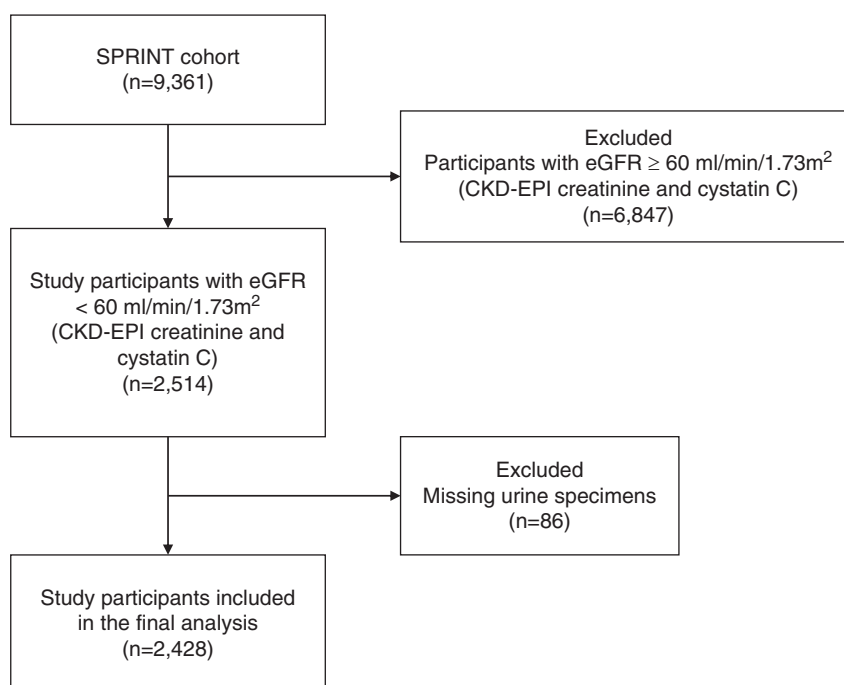 SPRINT cohort
(n=9,361)
Excluded
Participants with eGFR ≥ 60 ml/min/1.73m²
(CKD-EPI creatinine and cystatin C)
(n=6,847)
Study participants with eGFR
< 60 ml/min/1.73m²
(CKD-EPI creatinine and
cystatin C)
(n=2,514)
Excluded
Missing urine specimens
(n=86)
Study participants included
in the final analysis
(n=2,428)